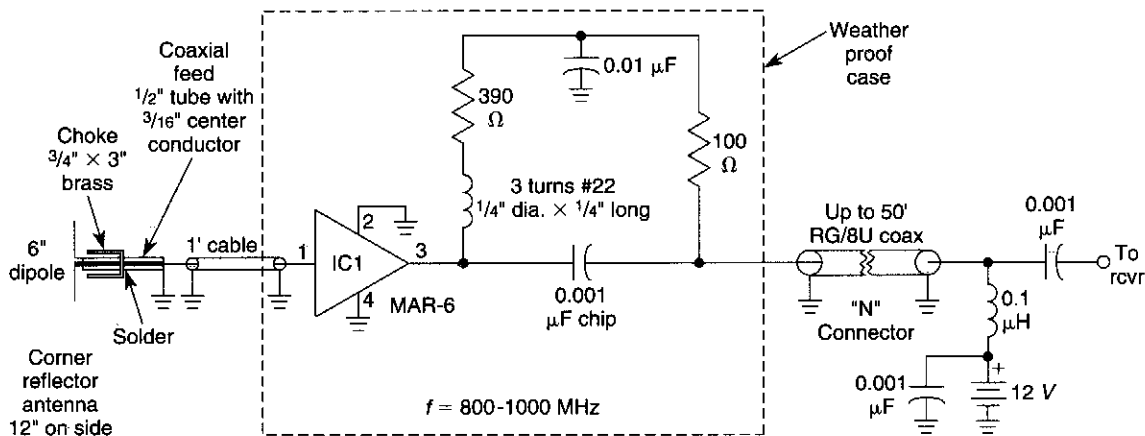 Coaxial
feed
1/2" tube with
3/16" center
conductor
Choke
3/4" × 3"
brass
6"
dipole
Solder
Corner
reflector
antenna
12" on side
1' cable
1
IC1
2
3
4
MAR-6
390
Ω
3 turns #22
1/4" dia. × 1/4" long
0.01 μF
0.001
μF chip
100
Ω
f = 800-1000 MHz
Weather
proof
case
Up to 50'
RG/8U coax
"N"
Connector
0.001
μF
To
rcvr
0.1
μH
0.001
μF
+
12 V